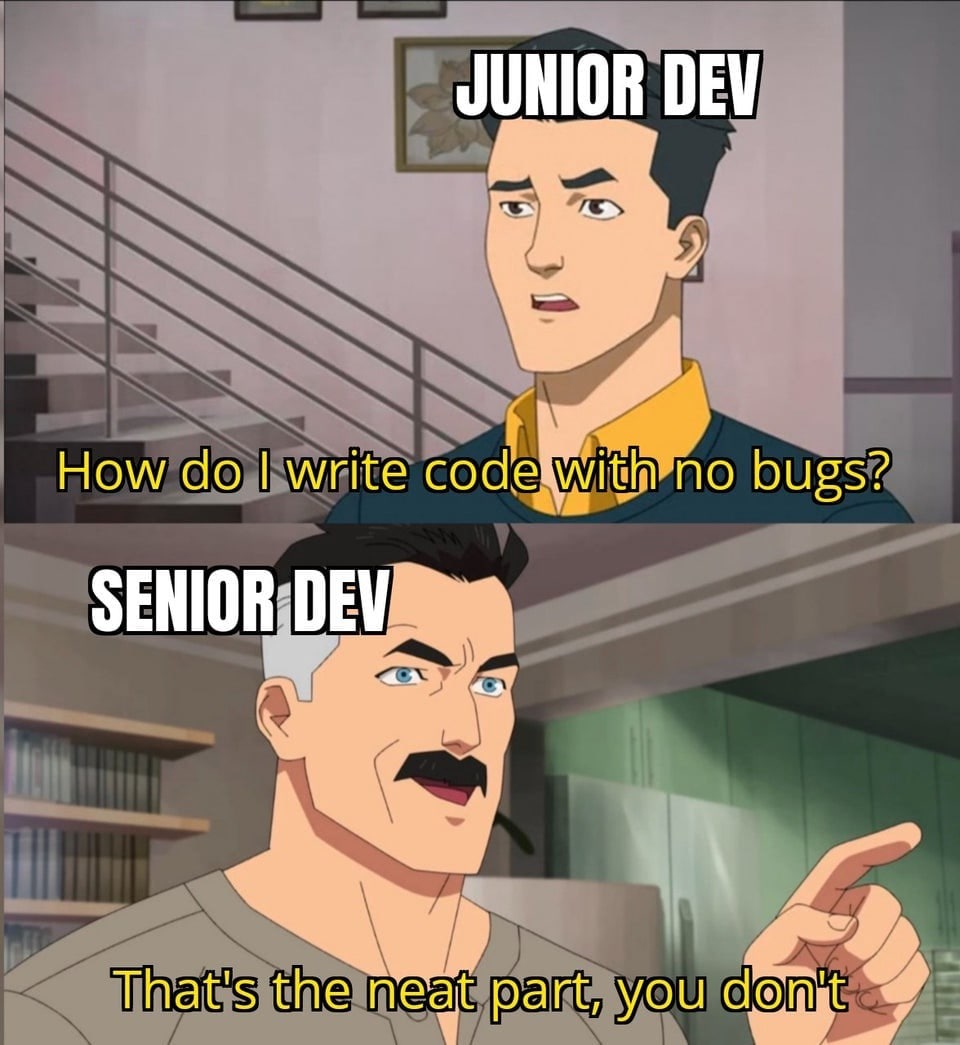 JUNIOR DEV
How do I write code with no bugs?
SENIOR DEV
That's the neat part, you don't